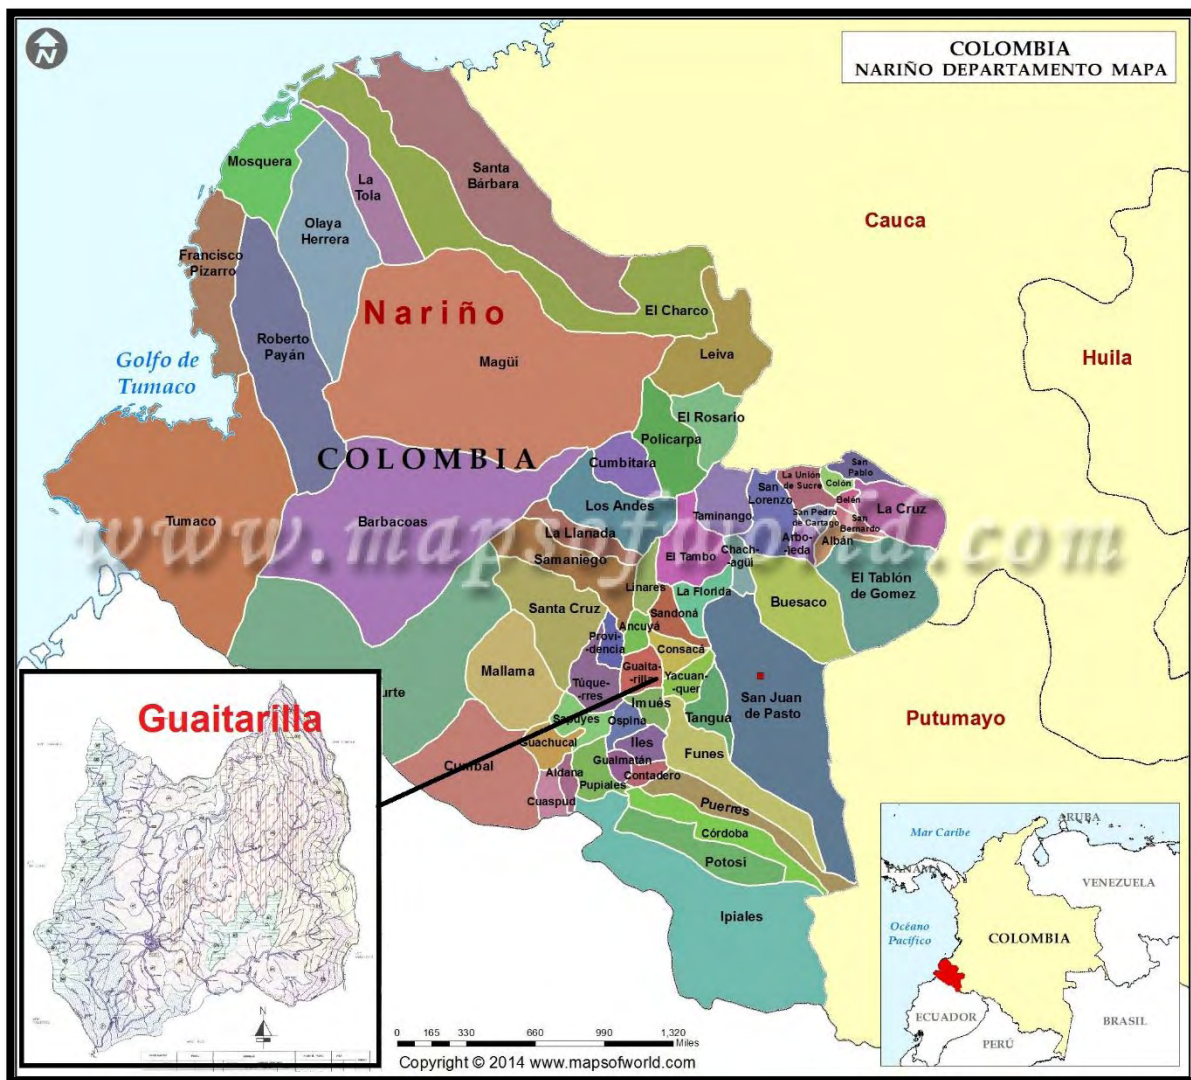 N
COLOMBIA
NARIÑO DEPARTAMENTO MAPA
Mosquera
La
Tola
Santa
Bárbara
Cauca
Olaya
Herrera
Francisco
Pizarro
Nariño
El Charco
Huila
Roberto
Payán
Leiva
Golfo de
Tumaco
Magüí
El Rosario
Policarpa
COLOMBIA
Cumbitara
San
Pablo
La Unión
de Sucre
Colón
San
Lorenzo
Belén
Los Andes
Tumaco
Barbacoas
Taminango
San Pedro
de Cartago
San
Bernardo
La Cruz
www.mapsofworld.com
La Llanada
Arbo-
-leda
Albán
Samaniego
El Tambo
Chach-
-agüí
El Tablón
de Gomez
Linares
La Florida
Buesaco
Santa Cruz
Sandoná
Ancuyá
Provi-
-dencia
Consacá
Mallama
Guaita-
-rilla
Yacuan-
-quer
Túque-
-rres
San Juan
de Pasto
urte
Imués
Putumayo
Guaitarilla
Sapuyes
Ospina
Tangua
Guachucal
Iles
Funes
Cumbal
Gualmatán
Aldana
Contadero
Pupiales
Cuaspud
Puerres
Córdoba
Potosi
Ipiales
Mar Caribe
ARUBA
PANAMÁ
VENEZUELA
Océano
Pacífico
COLOMBIA
ECUADOR
BRASIL
PERÚ
N
0 165 330 660 990 1,320
Miles
Copyright © 2014 www.mapsofworld.com